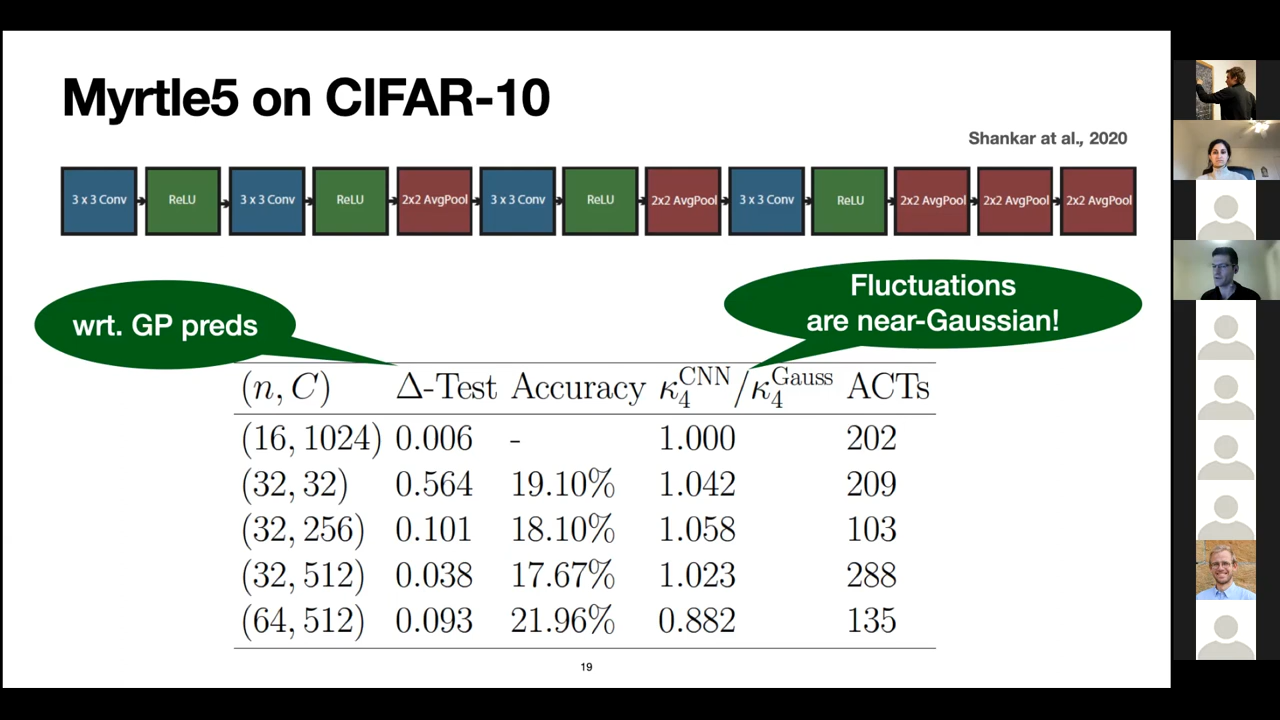 Myrtle5 on CIFAR-10
Shankar at al., 2020
3 x 3 Conv ReLU 3 x 3 Conv ReLU 2x2 AvgPool 3 x 3 Conv ReLU 2x2 AvgPool 3 x 3 Conv ReLU 2x2 AvgPool 2x2 AvgPool 2x2 AvgPool
wrt. GP preds
Fluctuations
are near-Gaussian!
(n, C) Δ-Test Accuracy κ₄^CNN/κ₄^Gauss ACTs
(16, 1024) 0.006 - 1.000 202
(32, 32) 0.564 19.10% 1.042 209
(32, 256) 0.101 18.10% 1.058 103
(32, 512) 0.038 17.67% 1.023 288
(64, 512) 0.093 21.96% 0.882 135
19